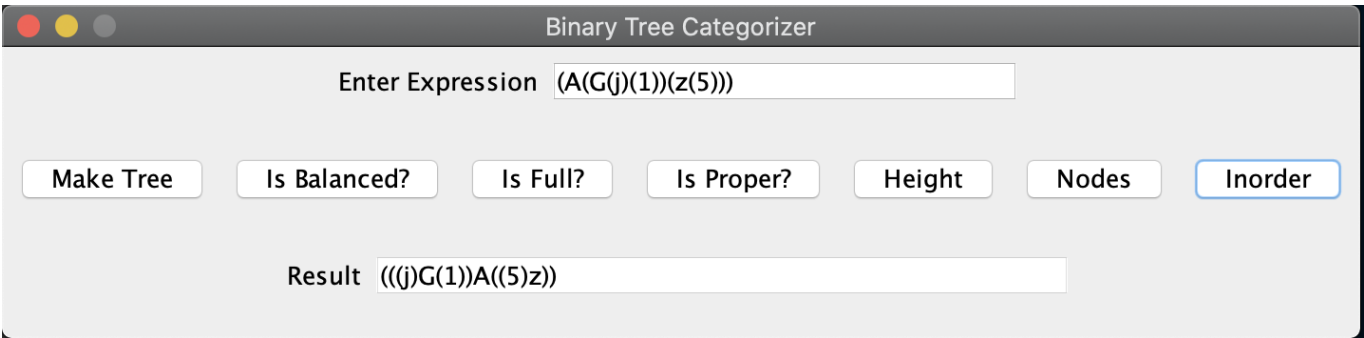 Binary Tree Categorizer
Enter Expression (A(G(j)(1))(z(5)))
Make Tree Is Balanced? Is Full? Is Proper? Height Nodes Inorder
Result (((j)G(1))A((5)z))